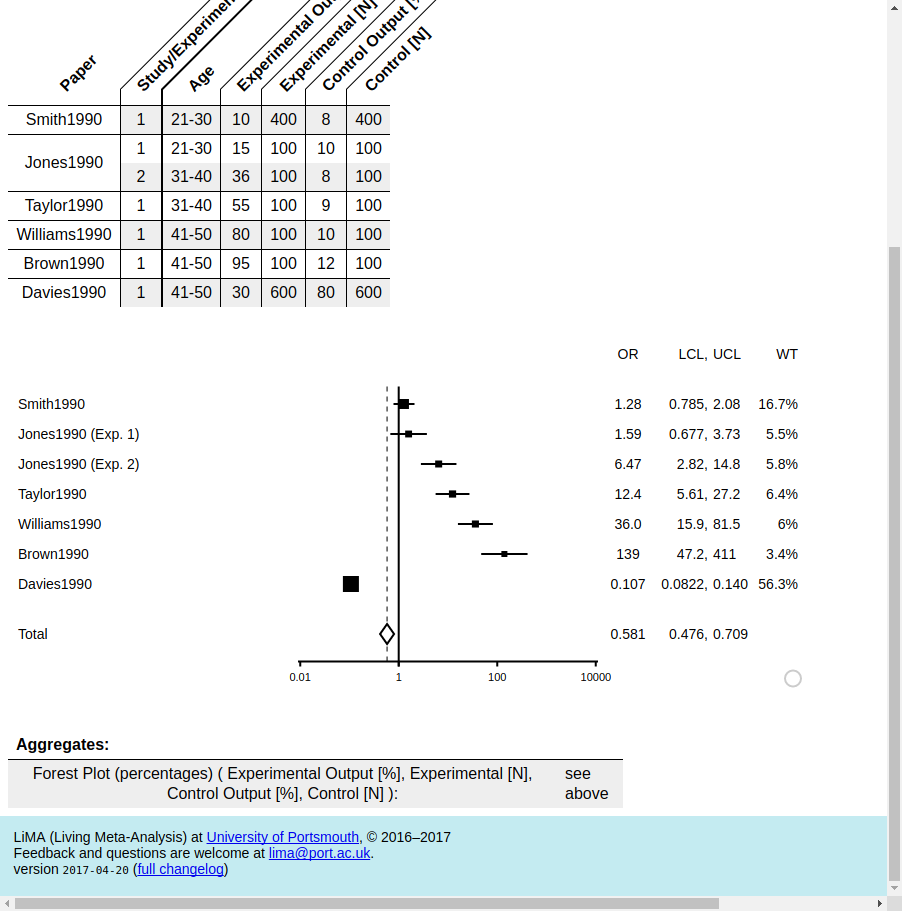 Paper Study/Experiment Age Experimental Experimental [N] Control Output Control [N]
Smith1990 1 21-30 10 400 8 400
Jones1990 1 21-30 15 100 10 100
2 31-40 36 100 8 100
Taylor1990 1 31-40 55 100 9 100
Williams1990 1 41-50 80 100 10 100
Brown1990 1 41-50 95 100 12 100
Davies1990 1 41-50 30 600 80 600
OR LCL, UCL WT
Smith1990 1.28 0.785, 2.08 16.7%
Jones1990 (Exp. 1) 1.59 0.677, 3.73 5.5%
Jones1990 (Exp. 2) 6.47 2.82, 14.8 5.8%
Taylor1990 12.4 5.61, 27.2 6.4%
Williams1990 36.0 15.9, 81.5 6%
Brown1990 139 47.2, 411 3.4%
Davies1990 0.107 0.0822, 0.140 56.3%
Total 0.581 0.476, 0.709
0.01 1 100 10000
Aggregates:
Forest Plot (percentages) ( Experimental Output [%], Experimental [N], see
Control Output [%], Control [N] ): above
LiMA (Living Meta-Analysis) at University of Portsmouth, © 2016–2017
Feedback and questions are welcome at lima@port.ac.uk.
version 2017-04-20 (full changelog)